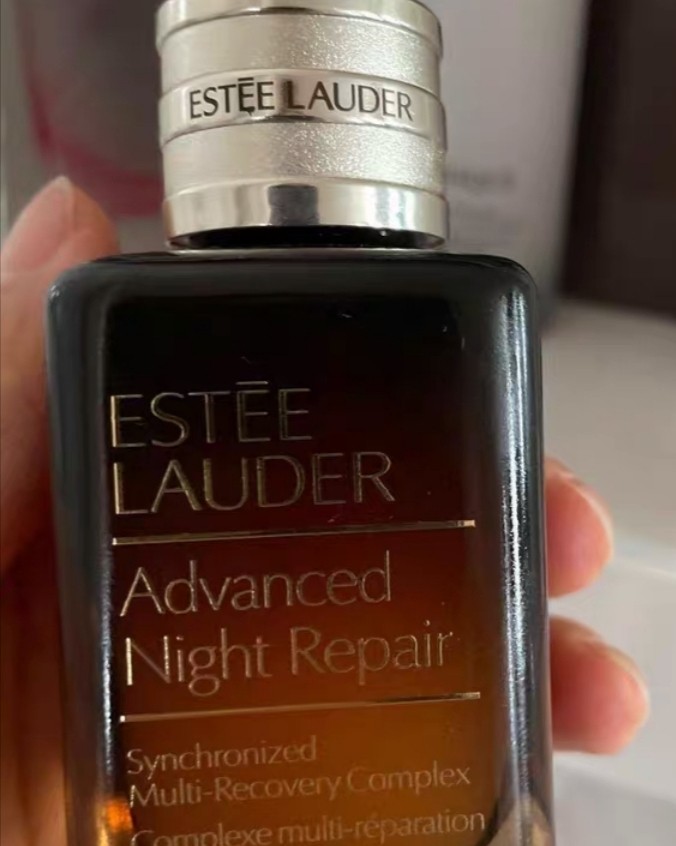 ESTĒE LAUDER
ESTĒE
LAUDER
Advanced
Night Repair
Synchronized
Multi-Recovery Complex
Complexe multi-réparation